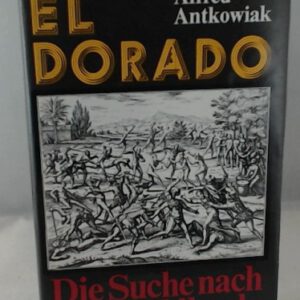 EL
DORADO
Alfred
Antkowiak
Die Suche nach